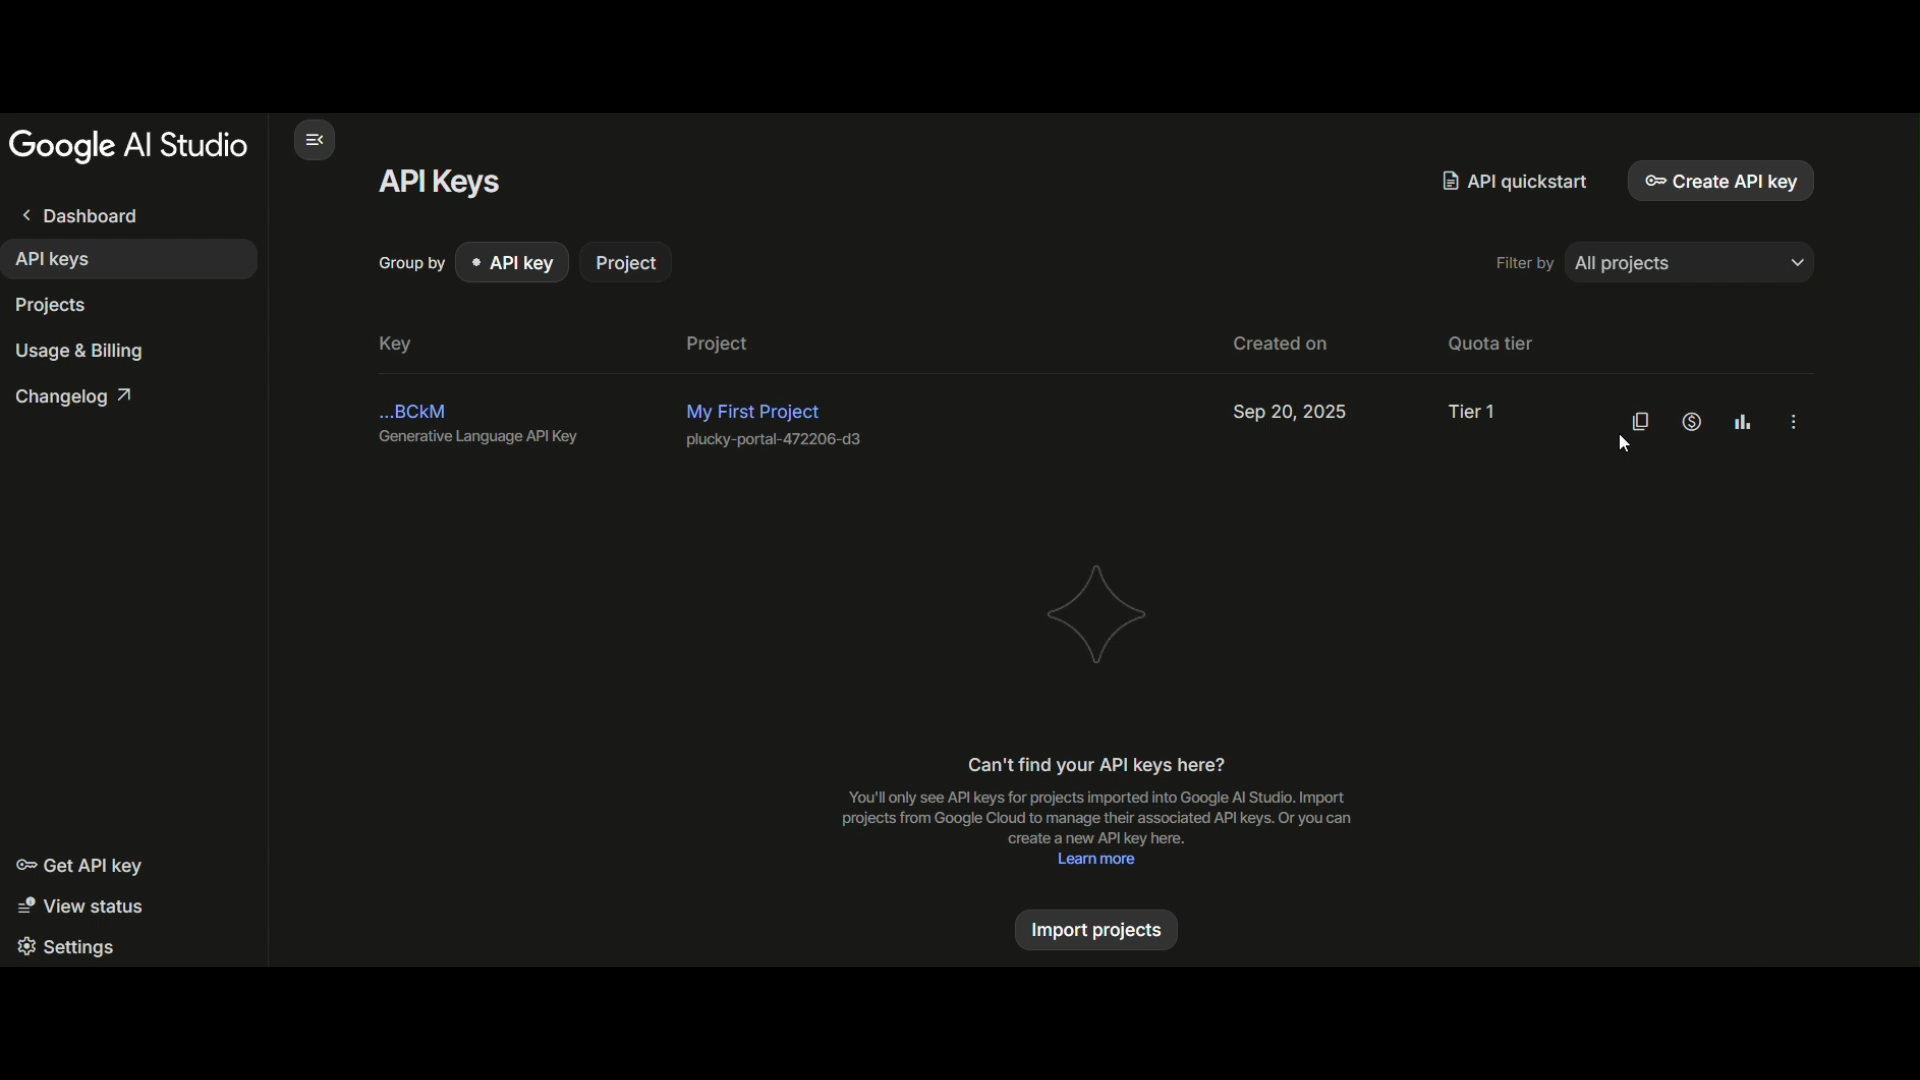 Google AI Studio
Dashboard
API keys
Projects
Usage & Billing
Changelog
Get API key
View status
Settings
API Keys
API quickstart
Create API key
Group by API key Project
Filter by All projects
Key Project Created on Quota tier
...BCkM My First Project Sep 20, 2025 Tier 1
Generative Language API Key plucky-portal-472206-d3
Can't find your API keys here?
You'll only see API keys for projects imported into Google AI Studio. Import
projects from Google Cloud to manage their associated API keys. Or you can
create a new API key here.
Learn more
Import projects